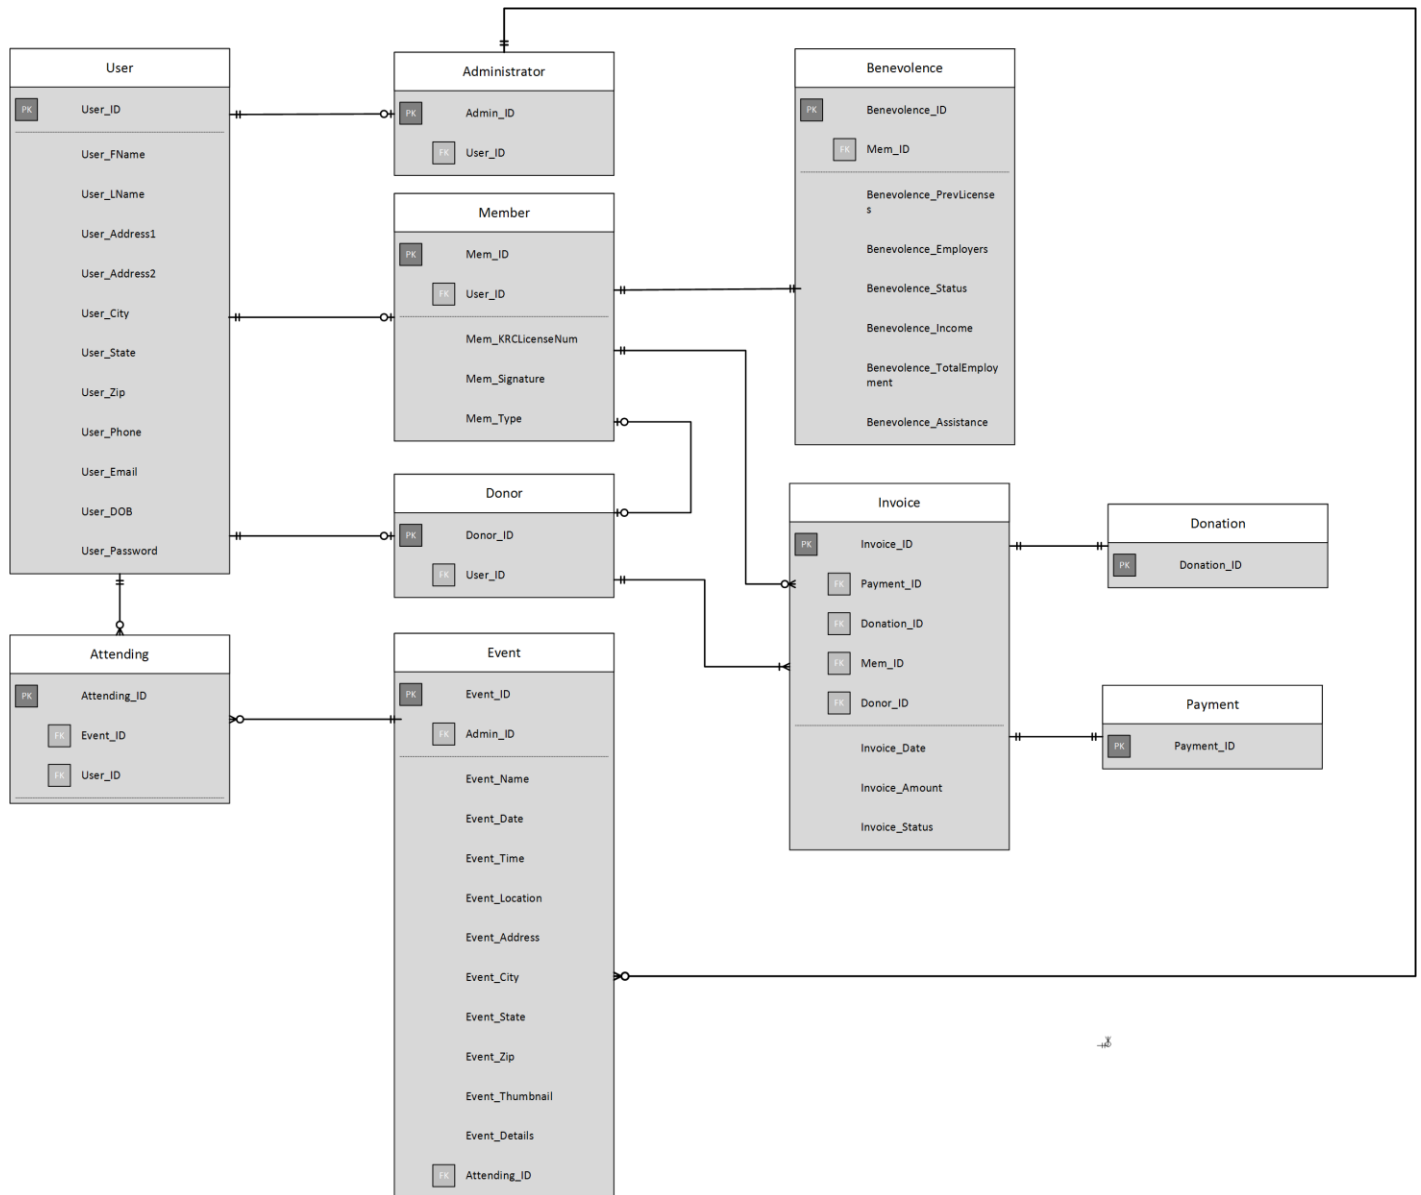 User
PK User_ID
User_FName
User_LName
User_Address1
User_Address2
User_City
User_State
User_Zip
User_Phone
User_Email
User_DOB
User_Password
Administrator
PK Admin_ID
FK User_ID
Member
PK Mem_ID
FK User_ID
Mem_KRCLicenseNum
Mem_Signature
Mem_Type
Benevolence
PK Benevolence_ID
FK Mem_ID
Benevolence_PrevLicense
s
Benevolence_Employers
Benevolence_Status
Benevolence_Income
Benevolence_TotalEmploy
ment
Benevolence_Assistance
Donor
PK Donor_ID
FK User_ID
Invoice
PK Invoice_ID
FK Payment_ID
FK Donation_ID
FK Mem_ID
FK Donor_ID
Invoice_Date
Invoice_Amount
Invoice_Status
Donation
PK Donation_ID
Payment
PK Payment_ID
Attending
PK Attending_ID
FK Event_ID
FK User_ID
Event
PK Event_ID
FK Admin_ID
Event_Name
Event_Date
Event_Time
Event_Location
Event_Address
Event_City
Event_State
Event_Zip
Event_Thumbnail
Event_Details
FK Attending_ID